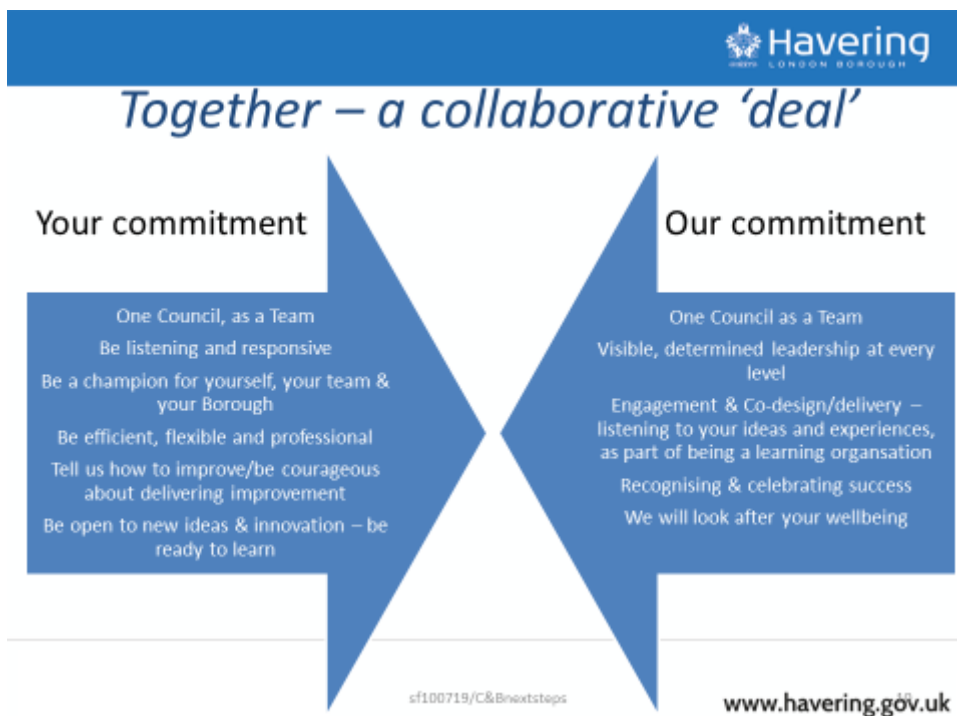 Havering
LONDON BOROUGH
Together – a collaborative ‘deal’
Your commitment
One Council, as a Team
Be listening and responsive
Be a champion for yourself, your team &
your Borough
Be efficient, flexible and professional
Tell us how to improve/be courageous
about delivering improvement
Be open to new ideas & innovation – be
ready to learn
Our commitment
One Council as a Team
Visible, determined leadership at every
level
Engagement & Co-design/delivery –
listening to your ideas and experiences,
as part of being a learning organsation
Recognising & celebrating success
We will look after your wellbeing
sf100719/C&Bnextsteps
www.havering.gov.uk